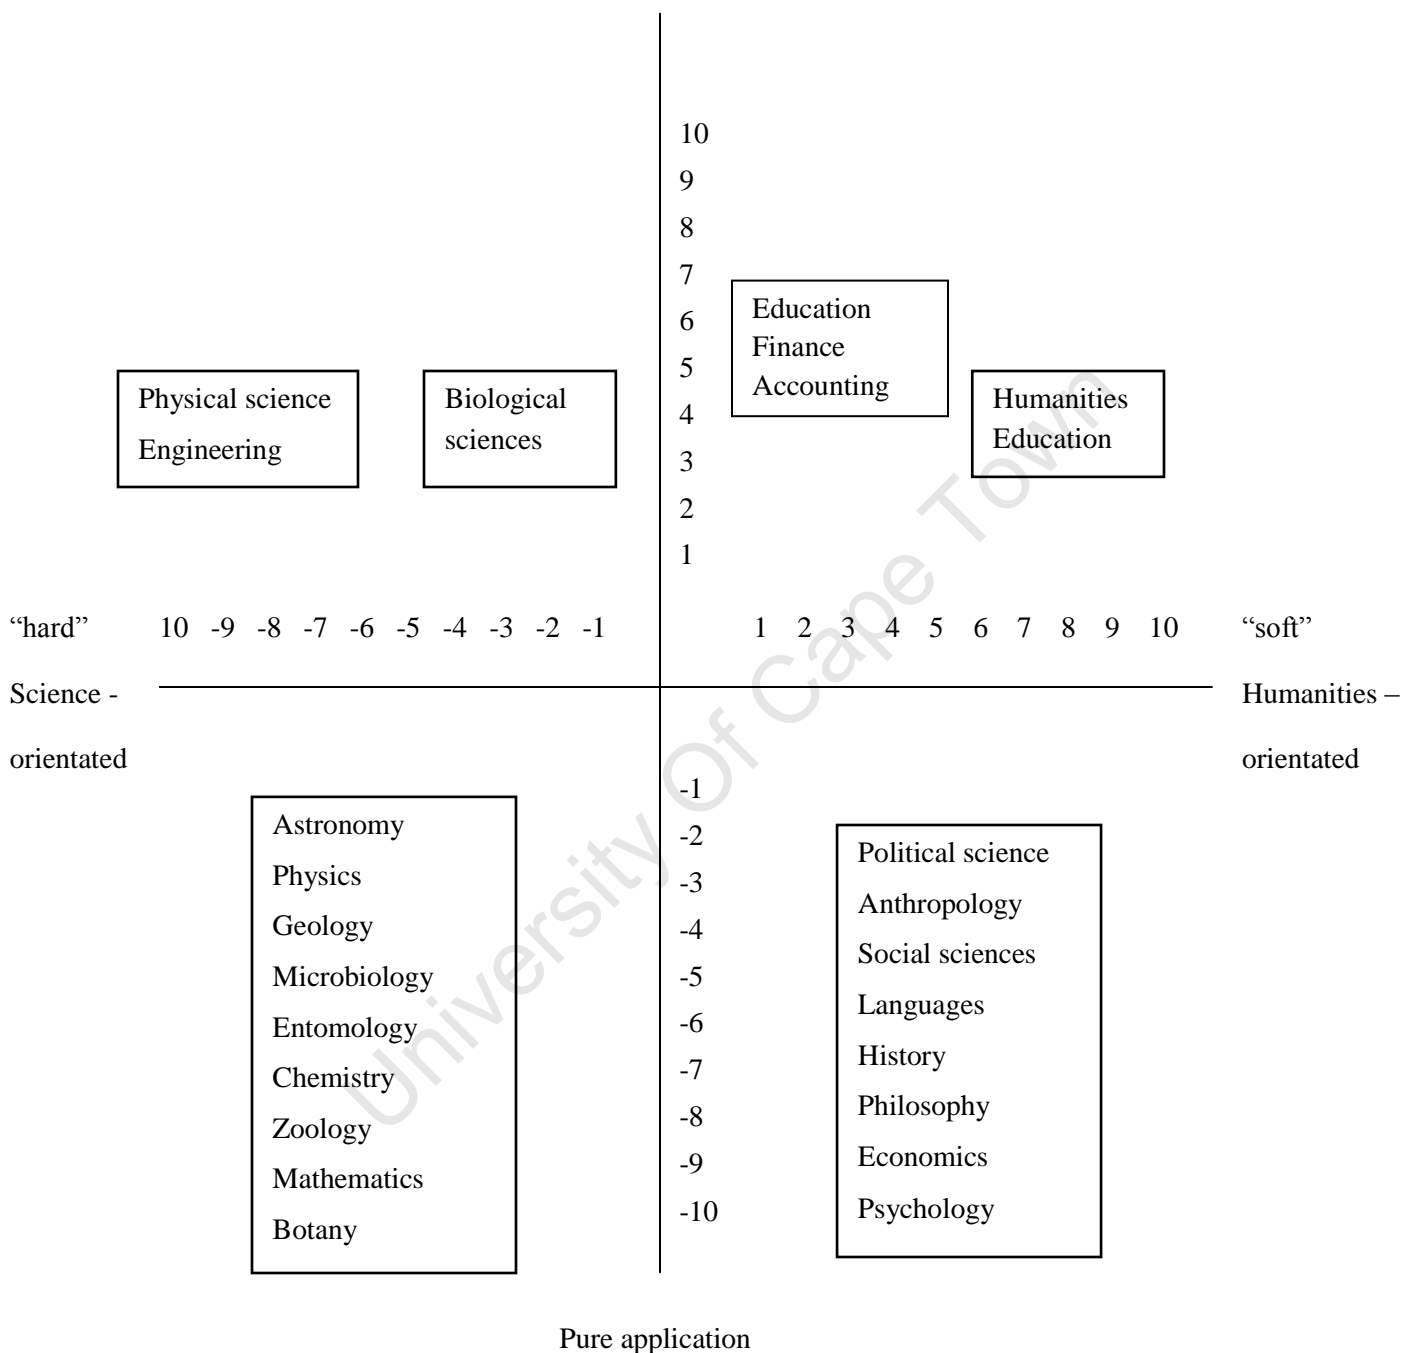 10
9
8
7
6
5
4
3
2
1
Education
Finance
Accounting
Physical science
Engineering
Biological
sciences
Humanities
Education
“hard” 10 -9 -8 -7 -6 -5 -4 -3 -2 -1 1 2 3 4 5 6 7 8 9 10 “soft”
Science - Humanities –
orientated orientated
-1
-2
-3
-4
-5
-6
-7
-8
-9
-10
Astronomy
Physics
Geology
Microbiology
Entomology
Chemistry
Zoology
Mathematics
Botany
Political science
Anthropology
Social sciences
Languages
History
Philosophy
Economics
Psychology
Pure application
University Of Cape Town